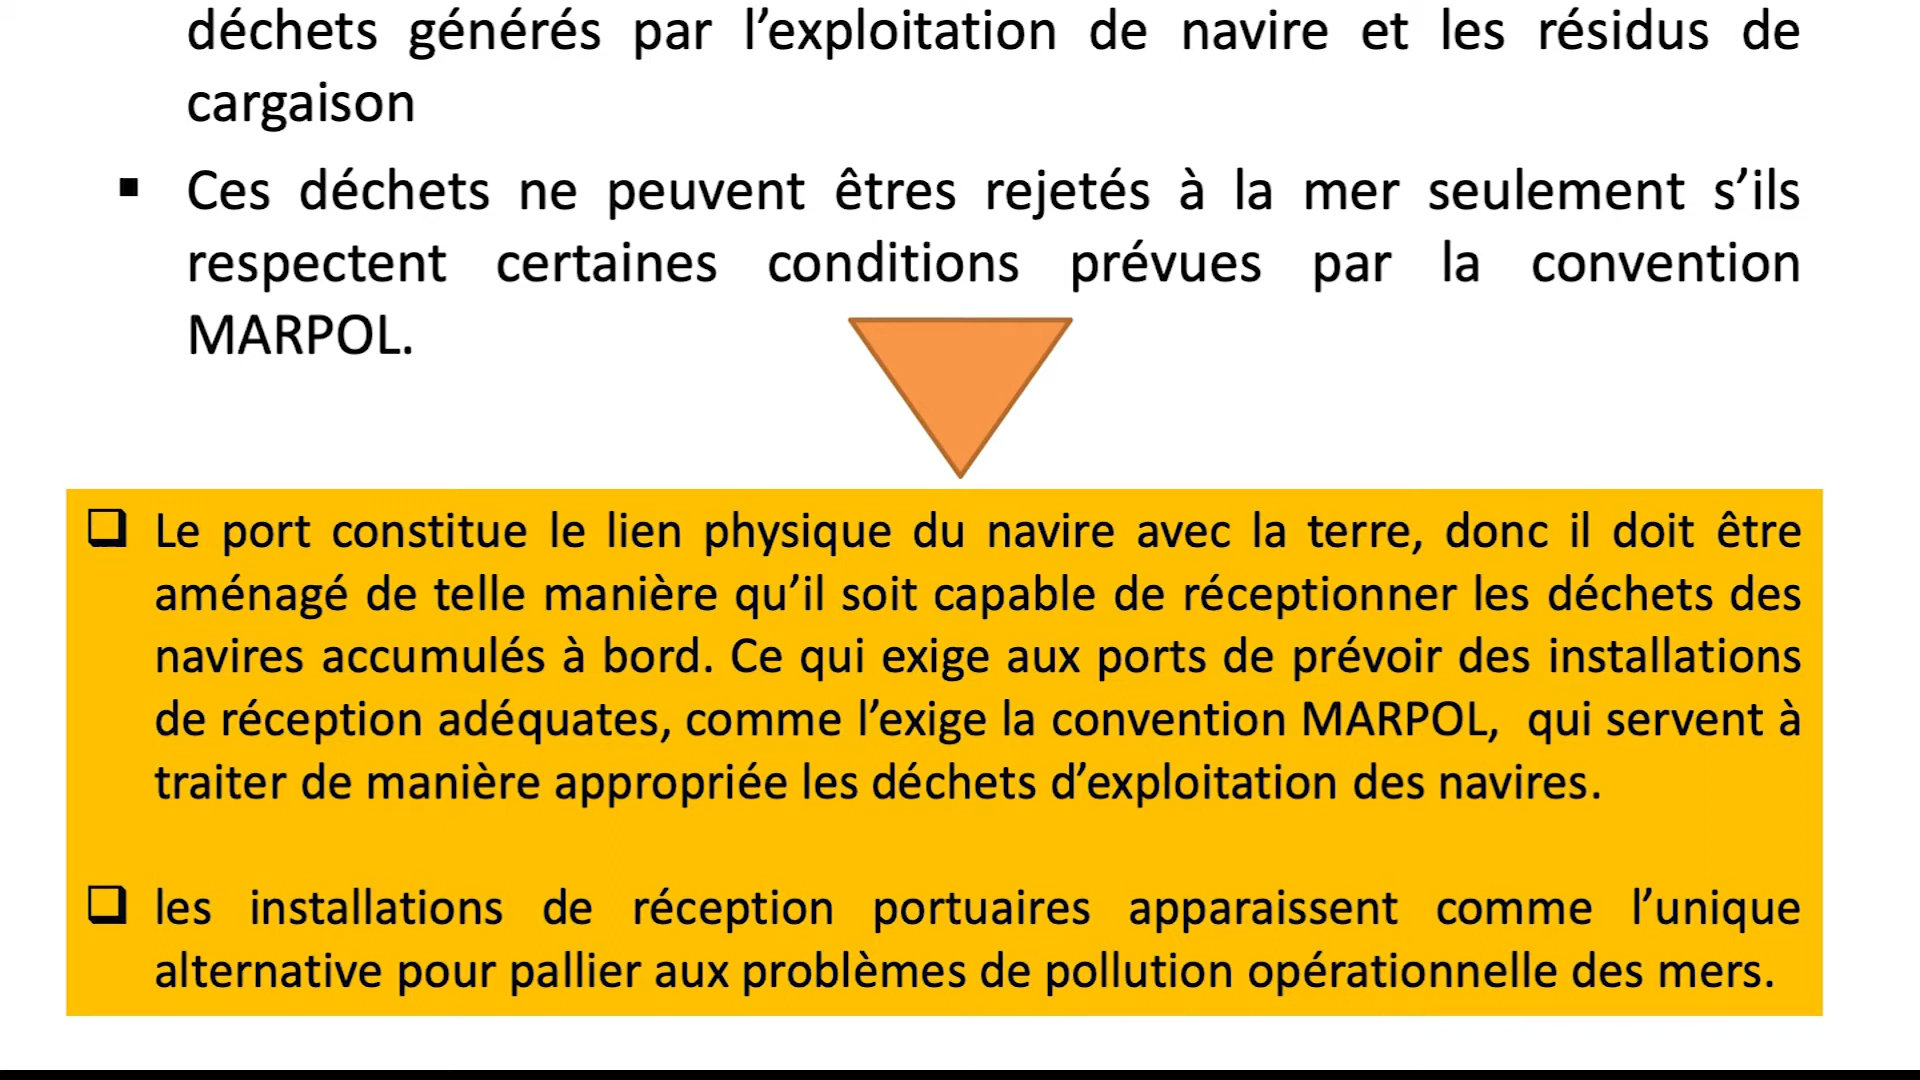 déchets générés par l’exploitation de navire et les résidus de
cargaison
▪ Ces déchets ne peuvent êtres rejetés à la mer seulement s’ils
respectent certaines conditions prévues par la convention
MARPOL.
❑ Le port constitue le lien physique du navire avec la terre, donc il doit être
aménagé de telle manière qu’il soit capable de réceptionner les déchets des
navires accumulés à bord. Ce qui exige aux ports de prévoir des installations
de réception adéquates, comme l’exige la convention MARPOL, qui servent à
traiter de manière appropriée les déchets d’exploitation des navires.
❑ les installations de réception portuaires apparaissent comme l’unique
alternative pour pallier aux problèmes de pollution opérationnelle des mers.